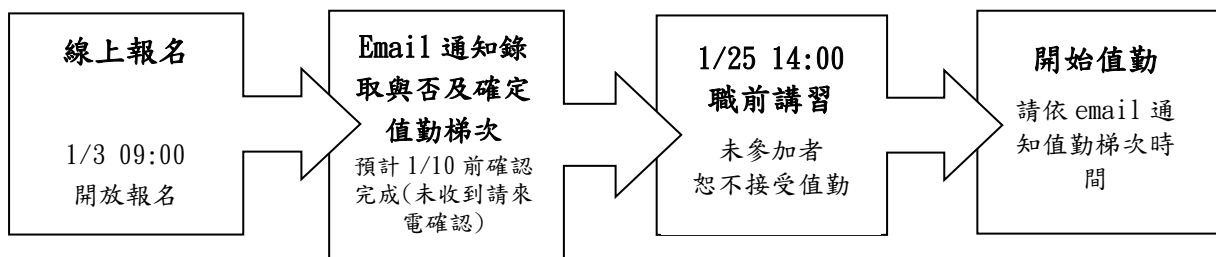 線上報名
1/3 09:00
開放報名
Email 通知錄
取與否及確定
值勤梯次
預計 1/10 前確認
完成(未收到請來
電確認)
1/25 14:00
職前講習
未參加者
恕不接受值勤
開始值勤
請依 email 通
知值勤梯次時
間